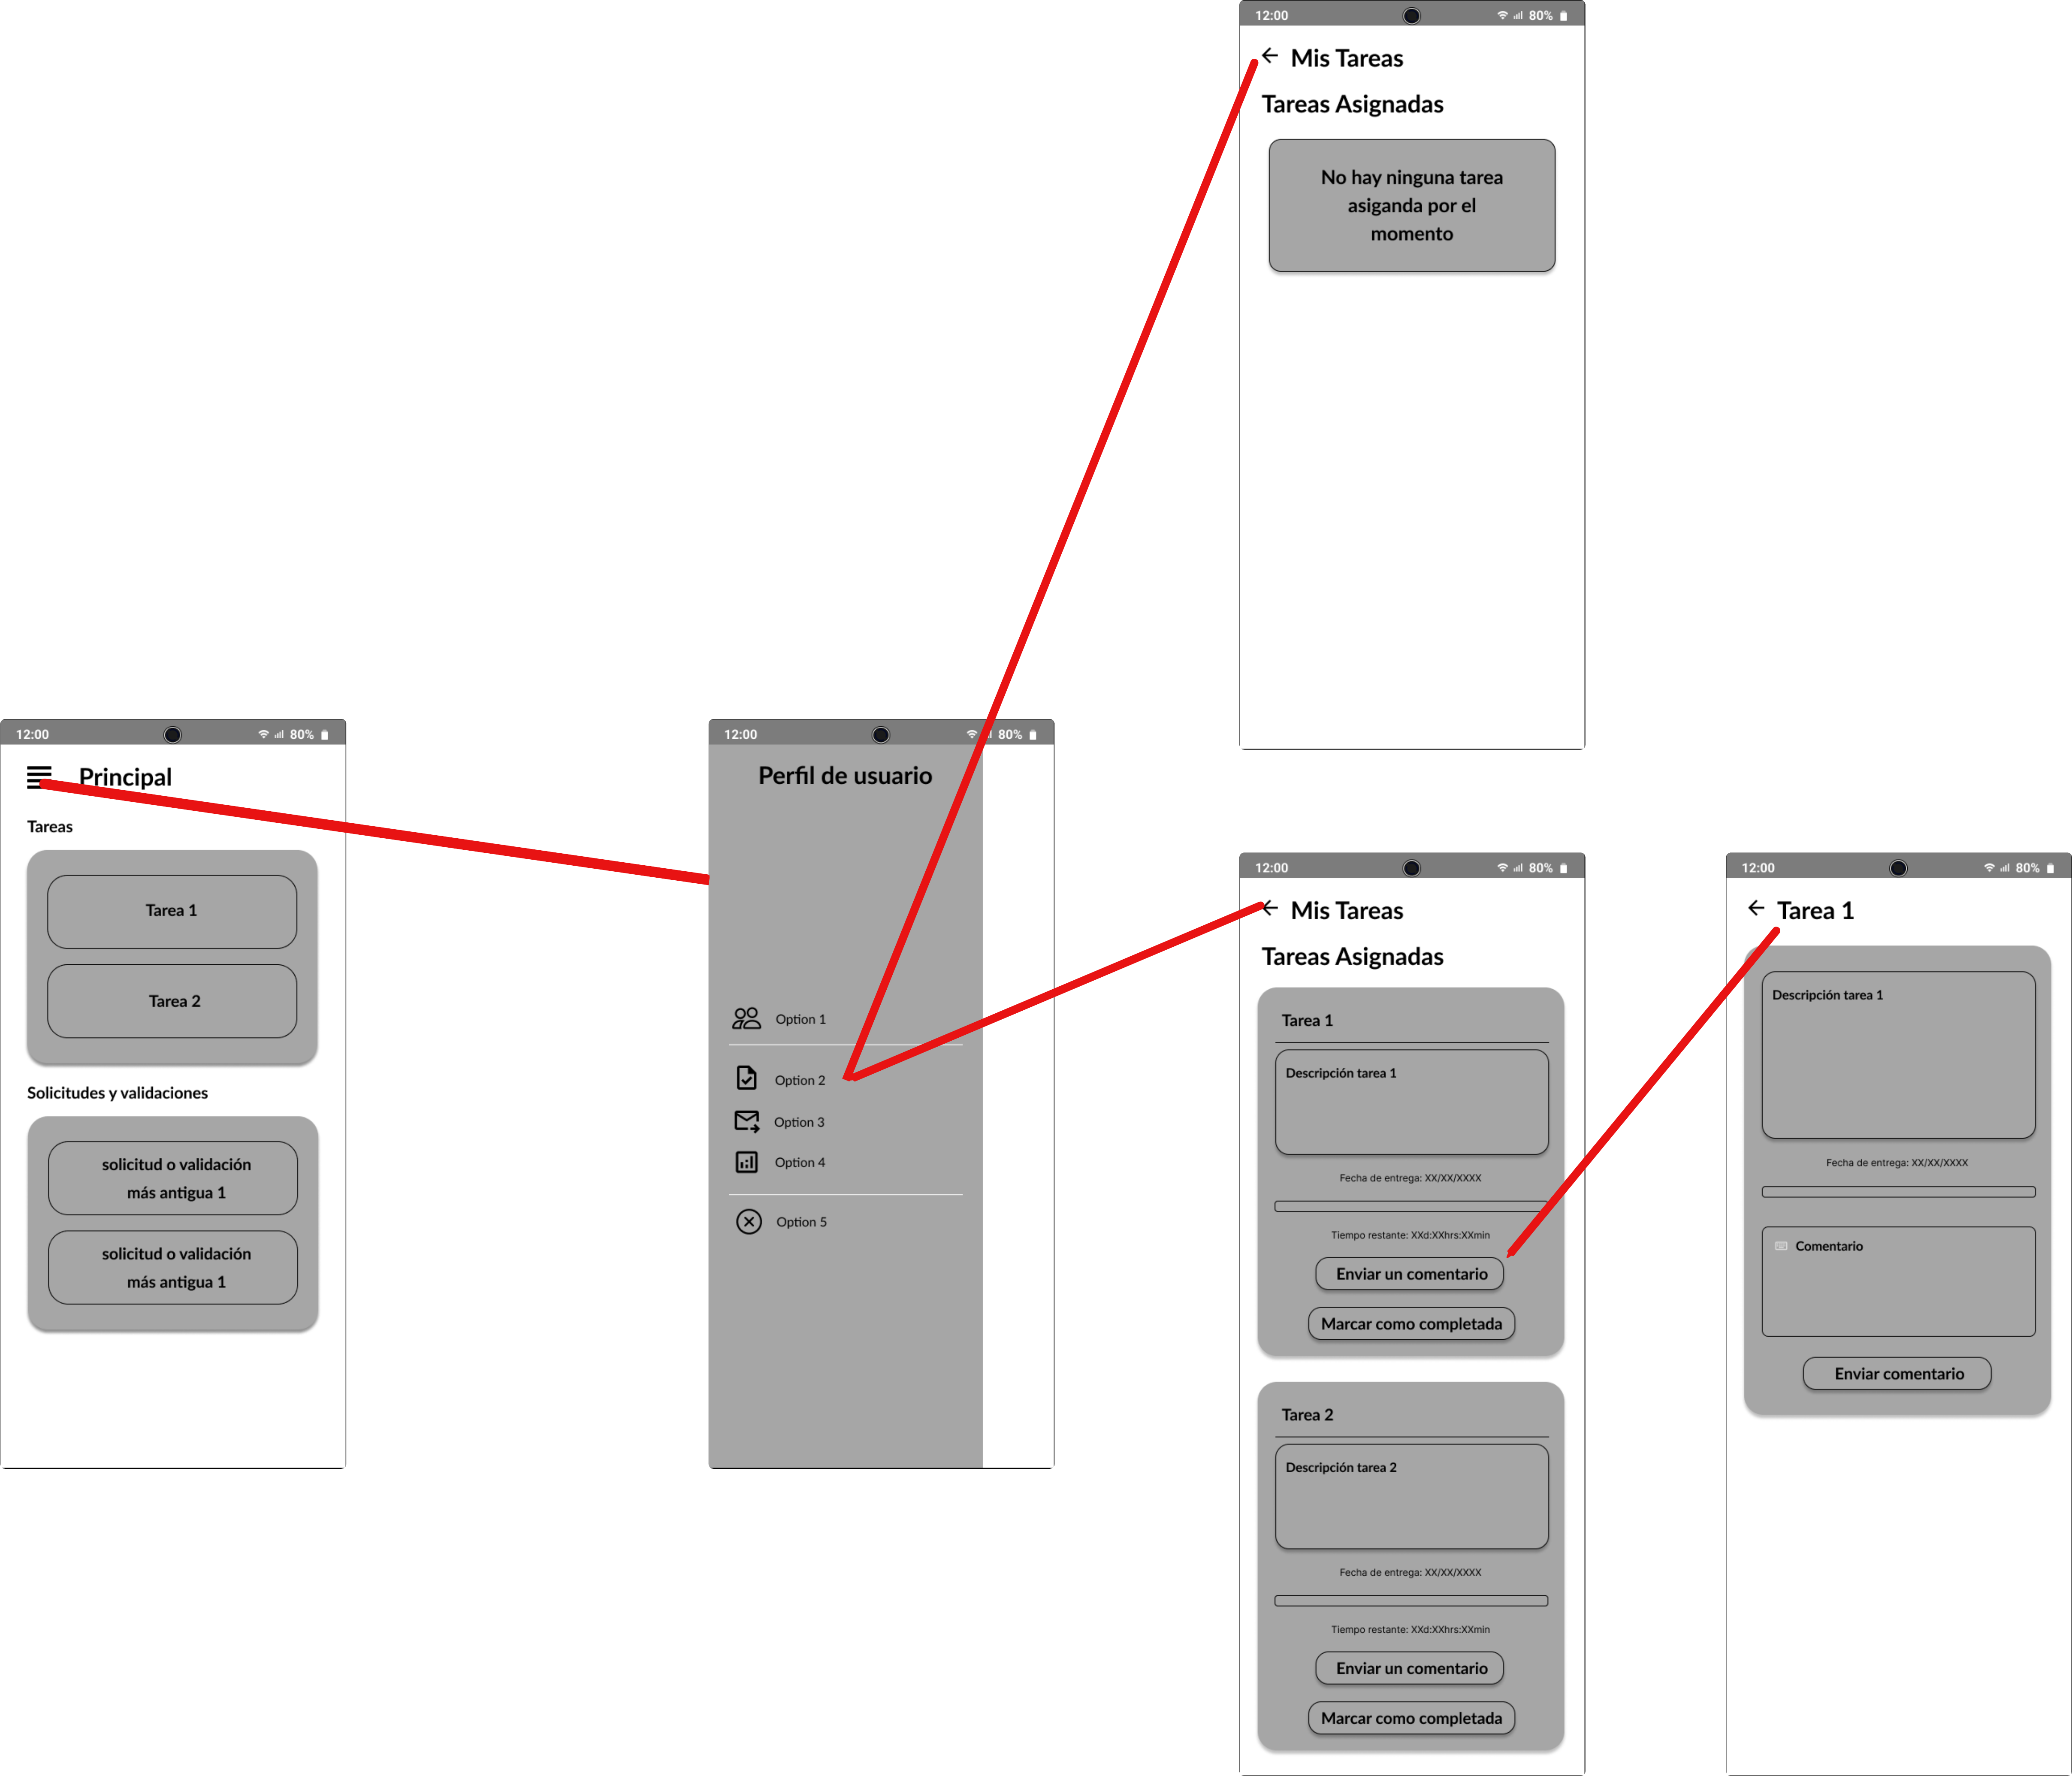 12:00
80%
Mis Tareas
Tareas Asignadas
No hay ninguna tarea
asiganda por el
momento
12:00
80%
Principal
Tareas
Tarea 1
Tarea 2
Solicitudes y validaciones
solicitud o validación
más antigua 1
solicitud o validación
más antigua 1
12:00
80%
Perfil de usuario
Option 1
Option 2
Option 3
Option 4
Option 5
12:00
80%
Mis Tareas
Tareas Asignadas
Tarea 1
Descripción tarea 1
Fecha de entrega: XX/XX/XXXX
Tiempo restante: XXd:XXhrs:XXmin
Enviar un comentario
Marcar como completada
Tarea 2
Descripción tarea 2
Fecha de entrega: XX/XX/XXXX
Tiempo restante: XXd:XXhrs:XXmin
Enviar un comentario
Marcar como completada
12:00
80%
Tarea 1
Descripción tarea 1
Fecha de entrega: XX/XX/XXXX
Comentario
Enviar comentario